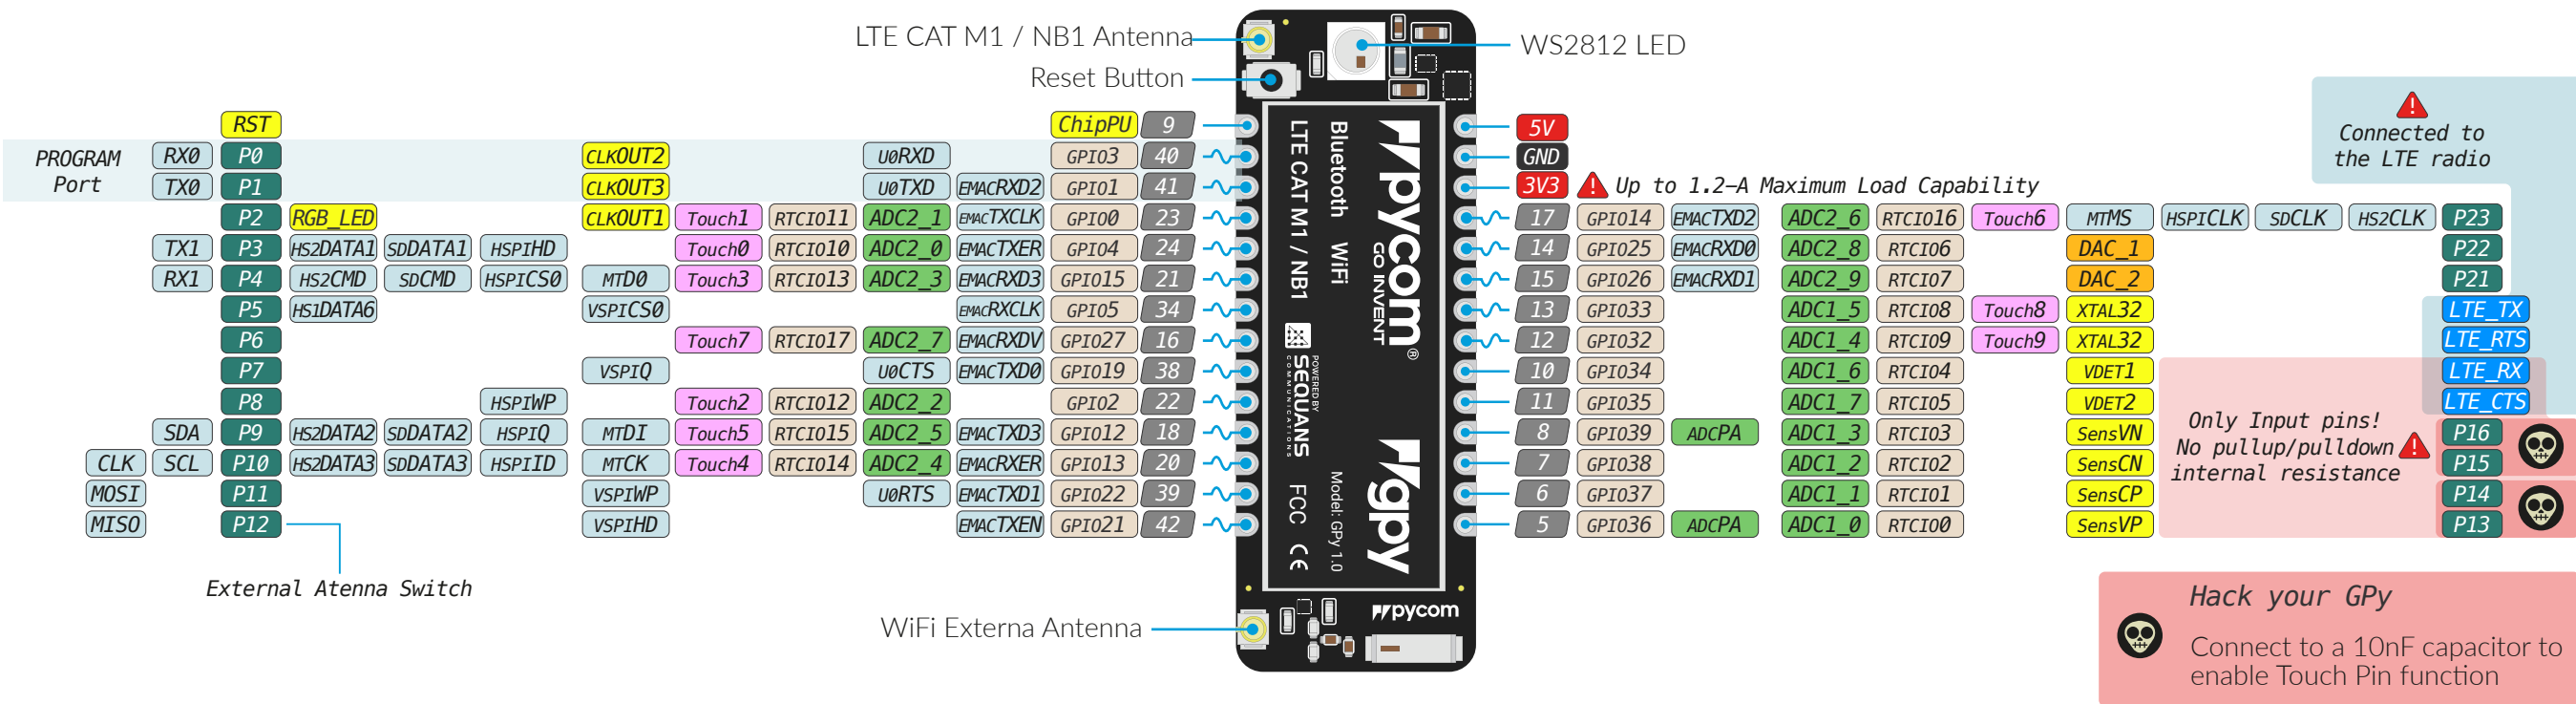 LTE CAT M1 / NB1 Antenna
WS2812 LED
Reset Button
RST ChipPU 9
PROGRAM Port
RX0 P0 CLKOUT2 U0RXD GPIO3 40
TX0 P1 CLKOUT3 U0TXD EMACRXD2 GPIO1 41
P2 RGB_LED CLKOUT1 Touch1 RTCIO11 ADC2_1 EMACTXCLK GPIO0 23
TX1 P3 HS2DATA1 SDDATA1 HSPIHD Touch0 RTCIO10 ADC2_0 EMACTXER GPIO4 24
RX1 P4 HS2CMD SDCMD HSPICS0 MTD0 Touch3 RTCIO13 ADC2_3 EMACRXD3 GPIO15 21
P5 HS1DATA6 VSPICS0 EMACRXCLK GPIO5 34
P6 Touch7 RTCIO17 ADC2_7 EMACRXDV GPIO27 16
P7 VSPIQ U0CTS EMACTXD0 GPIO19 38
P8 HSPIWP Touch2 RTCIO12 ADC2_2 GPIO2 22
SDA P9 HS2DATA2 SDDATA2 HSPIQ MTDI Touch5 RTCIO15 ADC2_5 EMACTXD3 GPIO12 18
CLK SCL P10 HS2DATA3 SDDATA3 HSPIID MTCK Touch4 RTCIO14 ADC2_4 EMACRXER GPIO13 20
MOSI P11 VSPIWP U0RTS EMACTXD1 GPIO22 39
MISO P12 VSPIHD EMACTXEN GPIO21 42
External Atenna Switch
WiFi Externa Antenna
LTE CAT M1 / NB1
Bluetooth WiFi
pycom®
GO INVENT
POWERED BY
SEQUANS
COMMUNICATIONS
FCC CE
Model: GPy 1.0
gpy
pycom
5V
GND
3V3 Up to 1.2-A Maximum Load Capability
Connected to
the LTE radio
17 GPIO14 EMACTXD2 ADC2_6 RTCIO16 Touch6 MTMS HSPICLK SDCLK HS2CLK P23
14 GPIO25 EMACRXD0 ADC2_8 RTCIO6 DAC_1 P22
15 GPIO26 EMACRXD1 ADC2_9 RTCIO7 DAC_2 P21
13 GPIO33 ADC1_5 RTCIO8 Touch8 XTAL32 LTE_TX
12 GPIO32 ADC1_4 RTCIO9 Touch9 XTAL32 LTE_RTS
10 GPIO34 ADC1_6 RTCIO4 VDET1 LTE_RX
11 GPIO35 ADC1_7 RTCIO5 VDET2 LTE_CTS
8 GPIO39 ADCPA ADC1_3 RTCIO3 SensVN P16
7 GPIO38 ADC1_2 RTCIO2 SensCN P15
6 GPIO37 ADC1_1 RTCIO1 SensCP P14
5 GPIO36 ADCPA ADC1_0 RTCIO0 SensVP P13
Only Input pins!
No pullup/pulldown
internal resistance
Hack your GPy
Connect to a 10nF capacitor to
enable Touch Pin function